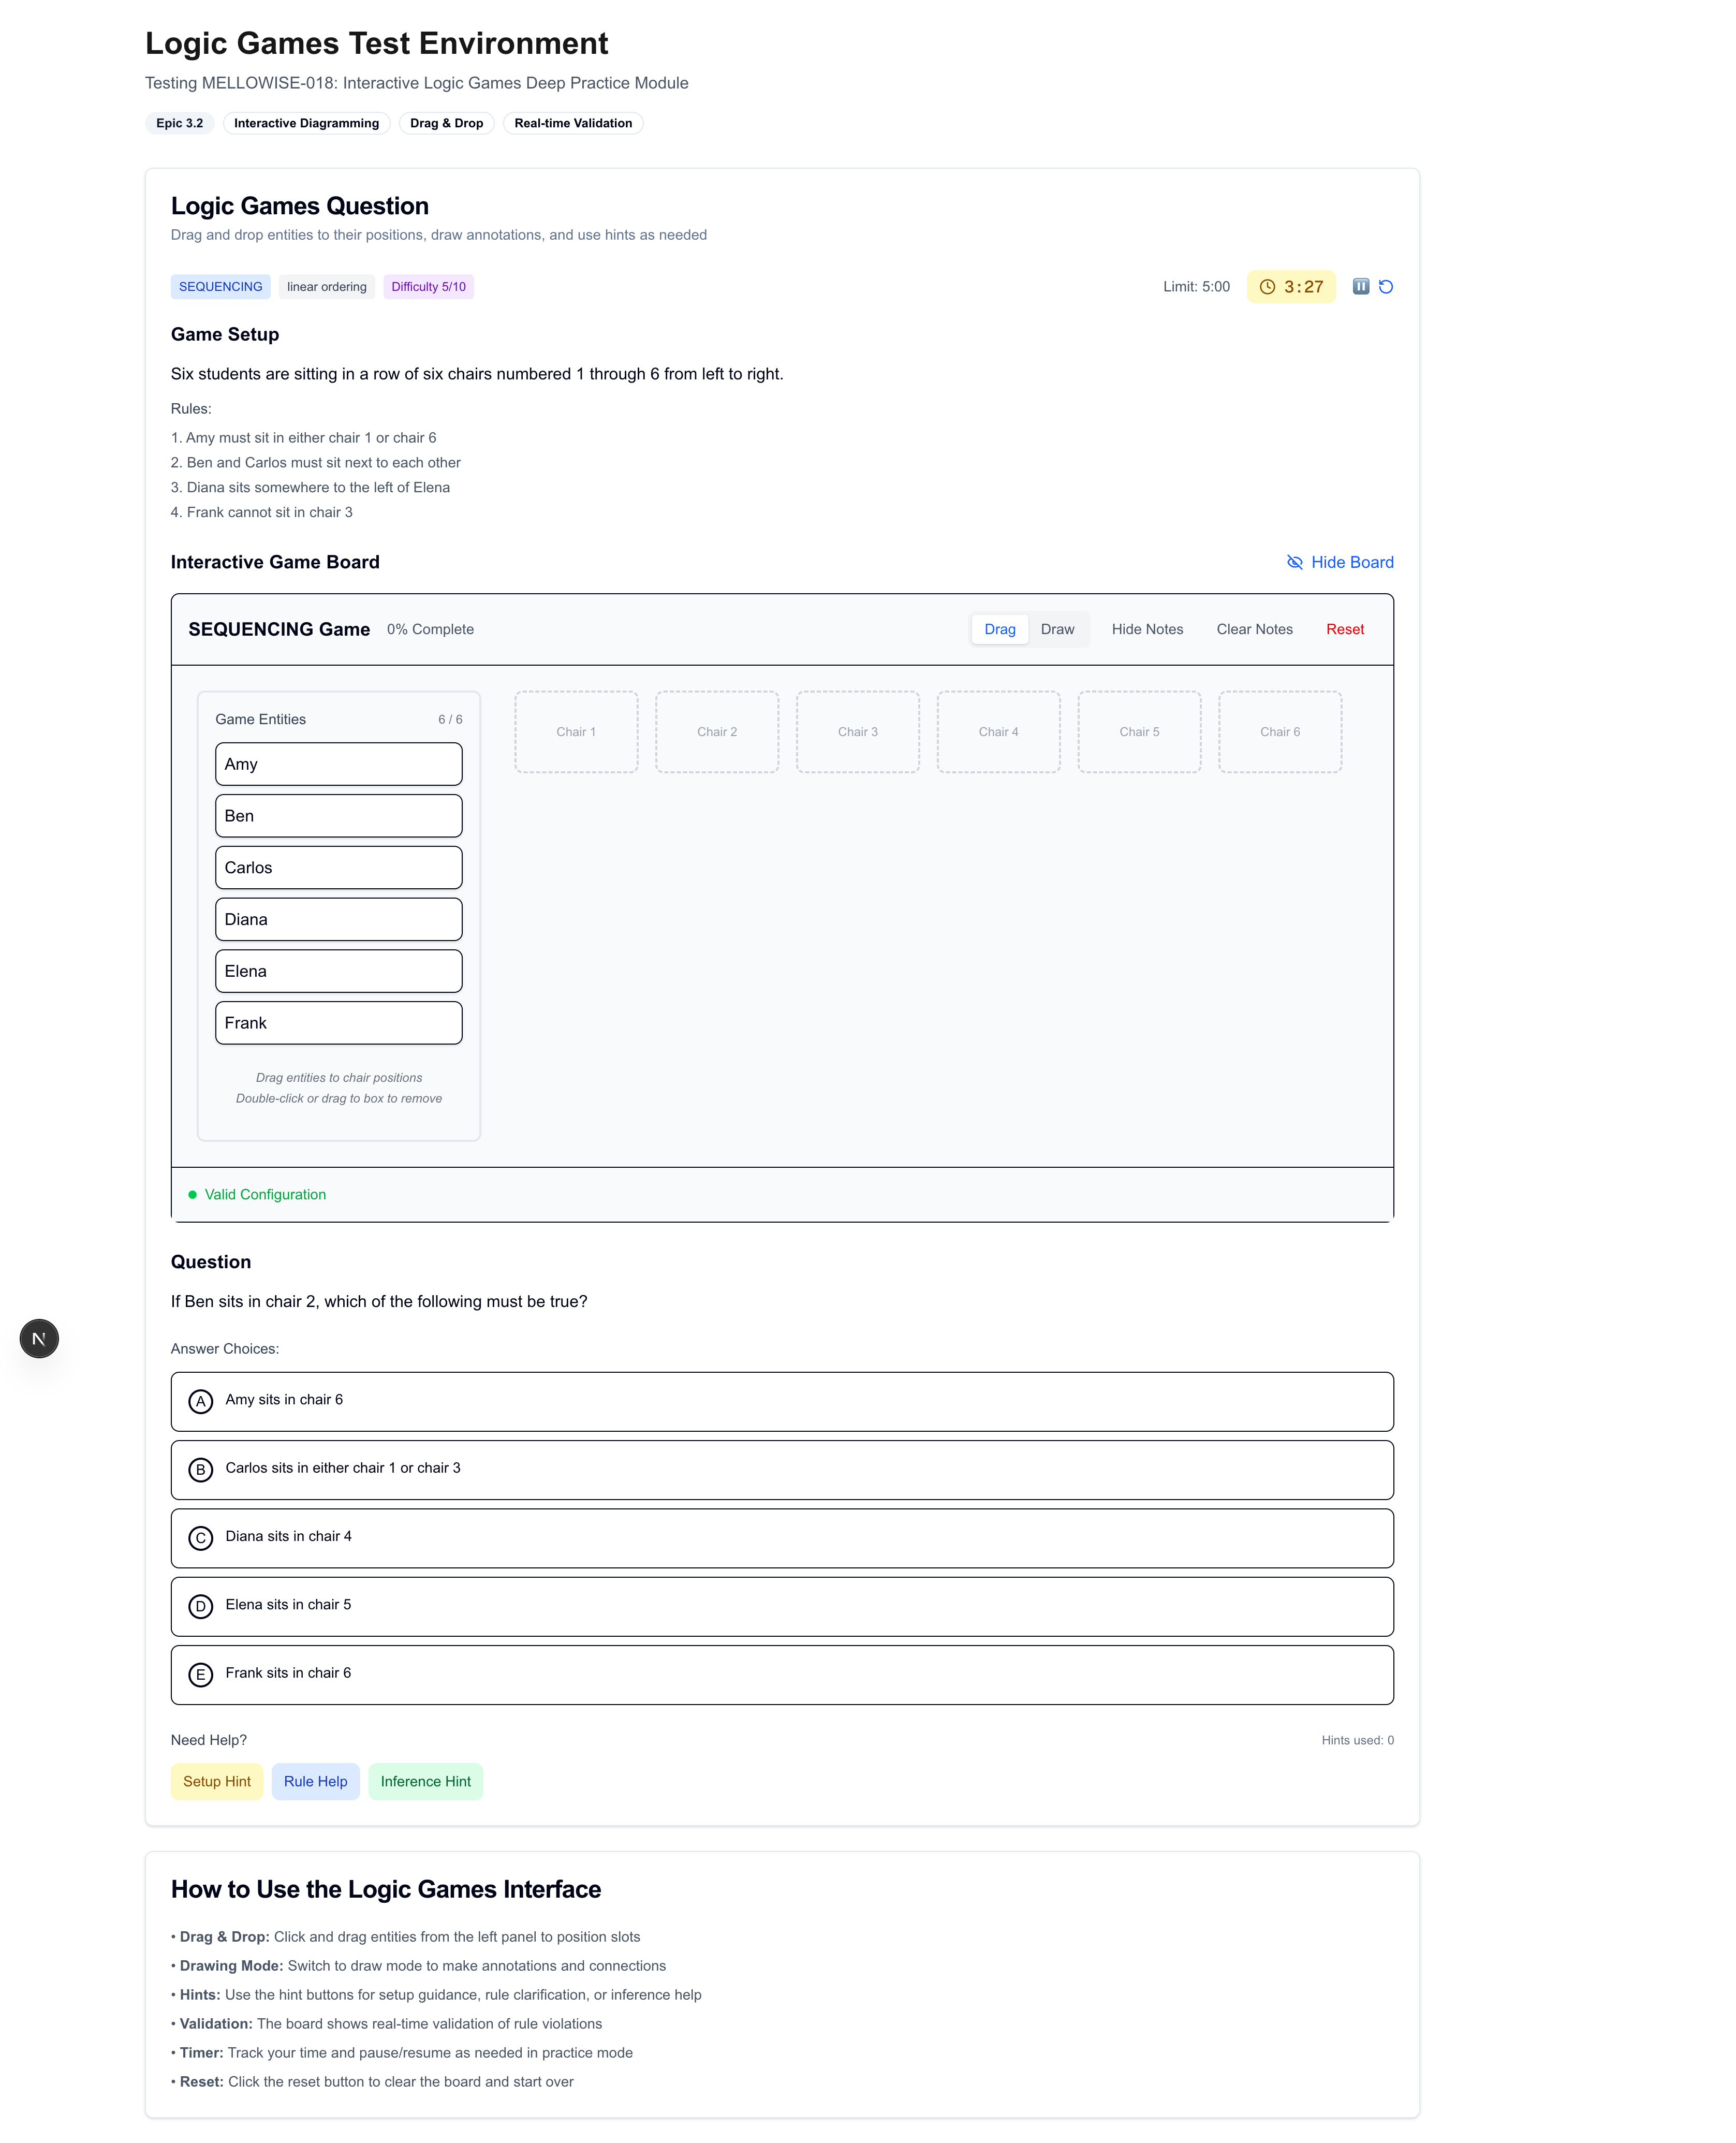 Logic Games Test Environment
Testing MELLOWISE-018: Interactive Logic Games Deep Practice Module
Epic 3.2 Interactive Diagramming Drag & Drop Real-time Validation
Logic Games Question
Drag and drop entities to their positions, draw annotations, and use hints as needed
SEQUENCING linear ordering Difficulty 5/10 Limit: 5:00 3:27
Game Setup
Six students are sitting in a row of six chairs numbered 1 through 6 from left to right.
Rules:
1. Amy must sit in either chair 1 or chair 6
2. Ben and Carlos must sit next to each other
3. Diana sits somewhere to the left of Elena
4. Frank cannot sit in chair 3
Interactive Game Board Hide Board
SEQUENCING Game 0% Complete Drag Draw Hide Notes Clear Notes Reset
Game Entities 6 / 6
Amy
Ben
Carlos
Diana
Elena
Frank
Drag entities to chair positions
Double-click or drag to box to remove
Chair 1 Chair 2 Chair 3 Chair 4 Chair 5 Chair 6
Valid Configuration
Question
If Ben sits in chair 2, which of the following must be true?
N
Answer Choices:
A Amy sits in chair 6
B Carlos sits in either chair 1 or chair 3
C Diana sits in chair 4
D Elena sits in chair 5
E Frank sits in chair 6
Need Help? Hints used: 0
Setup Hint Rule Help Inference Hint
How to Use the Logic Games Interface
• Drag & Drop: Click and drag entities from the left panel to position slots
• Drawing Mode: Switch to draw mode to make annotations and connections
• Hints: Use the hint buttons for setup guidance, rule clarification, or inference help
• Validation: The board shows real-time validation of rule violations
• Timer: Track your time and pause/resume as needed in practice mode
• Reset: Click the reset button to clear the board and start over